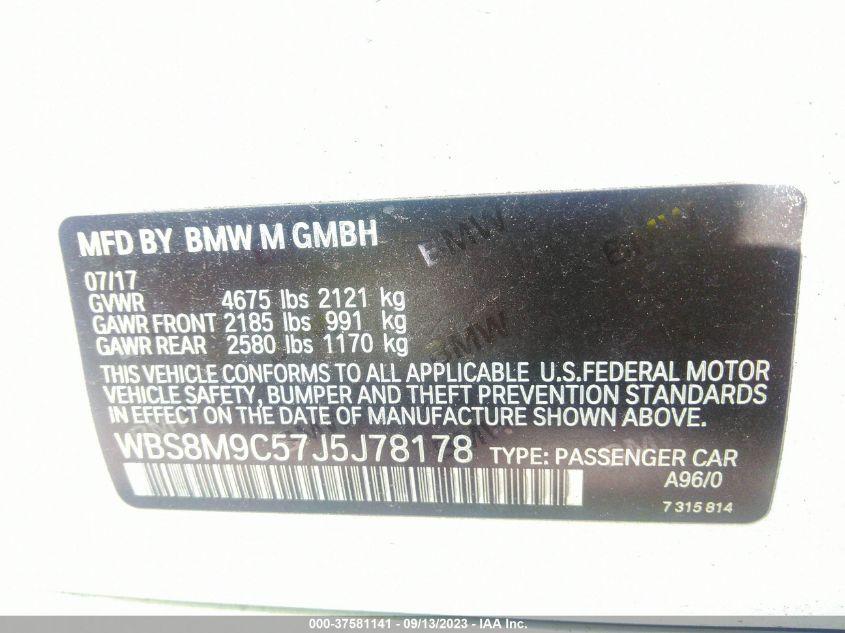 MFD BY BMW M GMBH
07/17
GVWR 4675 lbs 2121 kg
GAWR FRONT 2185 lbs 991 kg
GAWR REAR 2580 lbs 1170 kg
THIS VEHICLE CONFORMS TO ALL APPLICABLE U.S.FEDERAL MOTOR
VEHICLE SAFETY, BUMPER AND THEFT PREVENTION STANDARDS
IN EFFECT ON THE DATE OF MANUFACTURE SHOWN ABOVE.
WBS8M9C57J5J78178 TYPE: PASSENGER CAR
A96/0
7 315 814
BMW
BMW
BMW
000-37581141 - 09/13/2023 - IAA Inc.